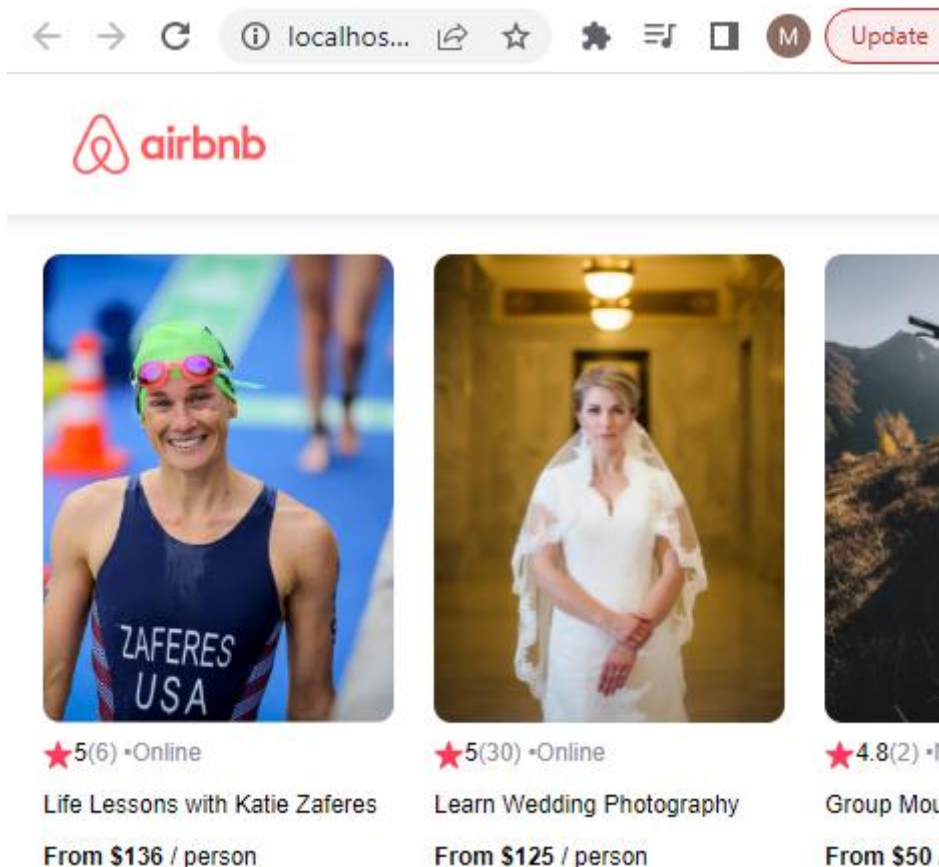 localhos...
M
Update
airbnb
ZAFERES
USA
5(6) •Online
5(30) •Online
4.8(2) •
Life Lessons with Katie Zaferes
Learn Wedding Photography
Group
From $136 / person
From $125 / person
From $50